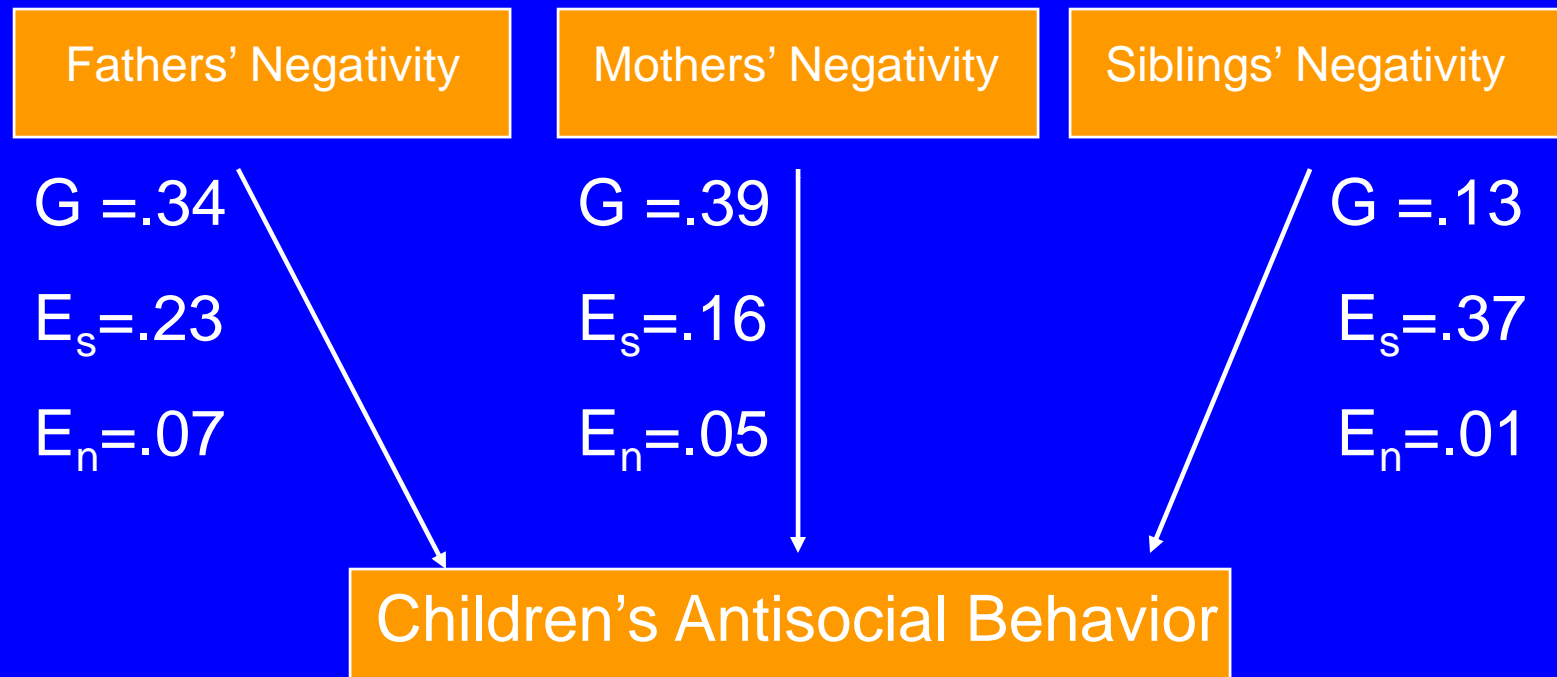 Fathers’ Negativity
Mothers’ Negativity
Siblings’ Negativity
G =.34
G =.39
G =.13
Es=.23
Es=.16
Es=.37
En=.07
En=.05
En=.01
Children’s Antisocial Behavior